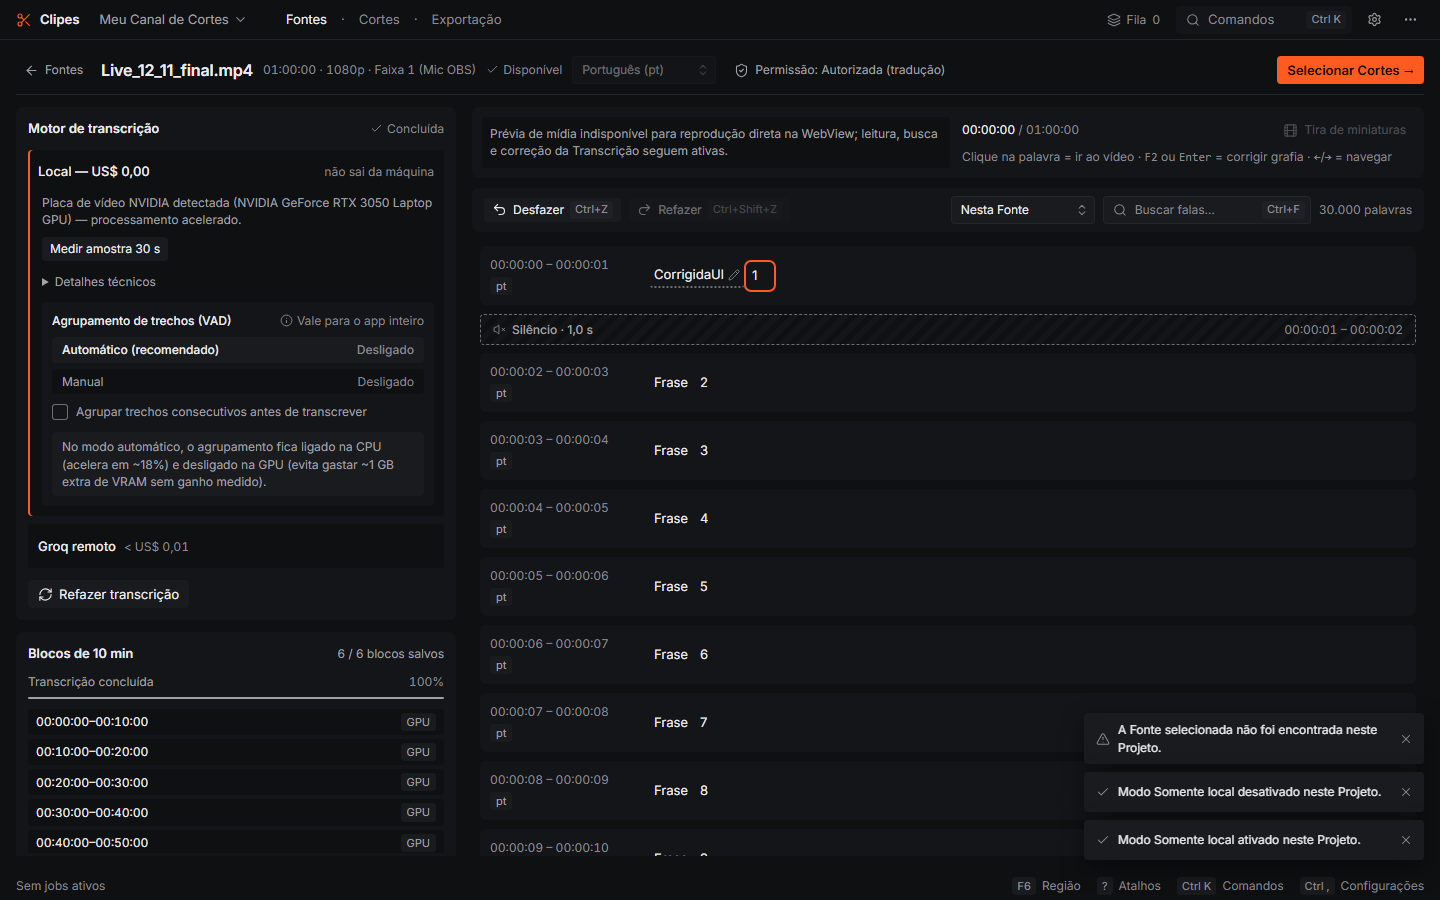 Clipes
Meu Canal de Cortes
Fontes · Cortes · Exportação
Fila 0
Comandos Ctrl K
Fontes
Live_12_11_final.mp4
01:00:00 · 1080p · Faixa 1 (Mic OBS)
Disponível
Português (pt)
Permissão: Autorizada (tradução)
Selecionar Cortes →
Motor de transcrição
Concluída
Local — US$ 0,00
não sai da máquina
Placa de vídeo NVIDIA detectada (NVIDIA GeForce RTX 3050 Laptop
GPU) — processamento acelerado.
Medir amostra 30 s
Detalhes técnicos
Agrupamento de trechos (VAD)
Vale para o app inteiro
Automático (recomendado)
Desligado
Manual
Desligado
Agrupar trechos consecutivos antes de transcrever
No modo automático, o agrupamento fica ligado na CPU
(acelera em ~18%) e desligado na GPU (evita gastar ~1 GB
extra de VRAM sem ganho medido).
Groq remoto < US$ 0,01
Refazer transcrição
Blocos de 10 min
6 / 6 blocos salvos
Transcrição concluída
100%
00:00:00–00:10:00 GPU
00:10:00–00:20:00 GPU
00:20:00–00:30:00 GPU
00:30:00–00:40:00 GPU
00:40:00–00:50:00 GPU
Prévia de mídia indisponível para reprodução direta na WebView; leitura, busca
e correção da Transcrição seguem ativas.
00:00:00 / 01:00:00
Tira de miniaturas
Clique na palavra = ir ao vídeo · F2 ou Enter = corrigir grafia · ←/→ = navegar
Desfazer Ctrl+Z
Refazer Ctrl+Shift+Z
Nesta Fonte
Buscar falas... Ctrl+F
30.000 palavras
00:00:00 – 00:00:01
pt
CorrigidaUI 1
Silêncio · 1,0 s
00:00:01 – 00:00:02
00:00:02 – 00:00:03
pt
Frase 2
00:00:03 – 00:00:04
pt
Frase 3
00:00:04 – 00:00:05
pt
Frase 4
00:00:05 – 00:00:06
pt
Frase 5
00:00:06 – 00:00:07
pt
Frase 6
00:00:07 – 00:00:08
pt
Frase 7
00:00:08 – 00:00:09
pt
Frase 8
00:00:09 – 00:00:10
A Fonte selecionada não foi encontrada neste
Projeto.
Modo Somente local desativado neste Projeto.
Modo Somente local ativado neste Projeto.
Sem jobs ativos
F6 Região
? Atalhos
Ctrl K Comandos
Ctrl , Configurações